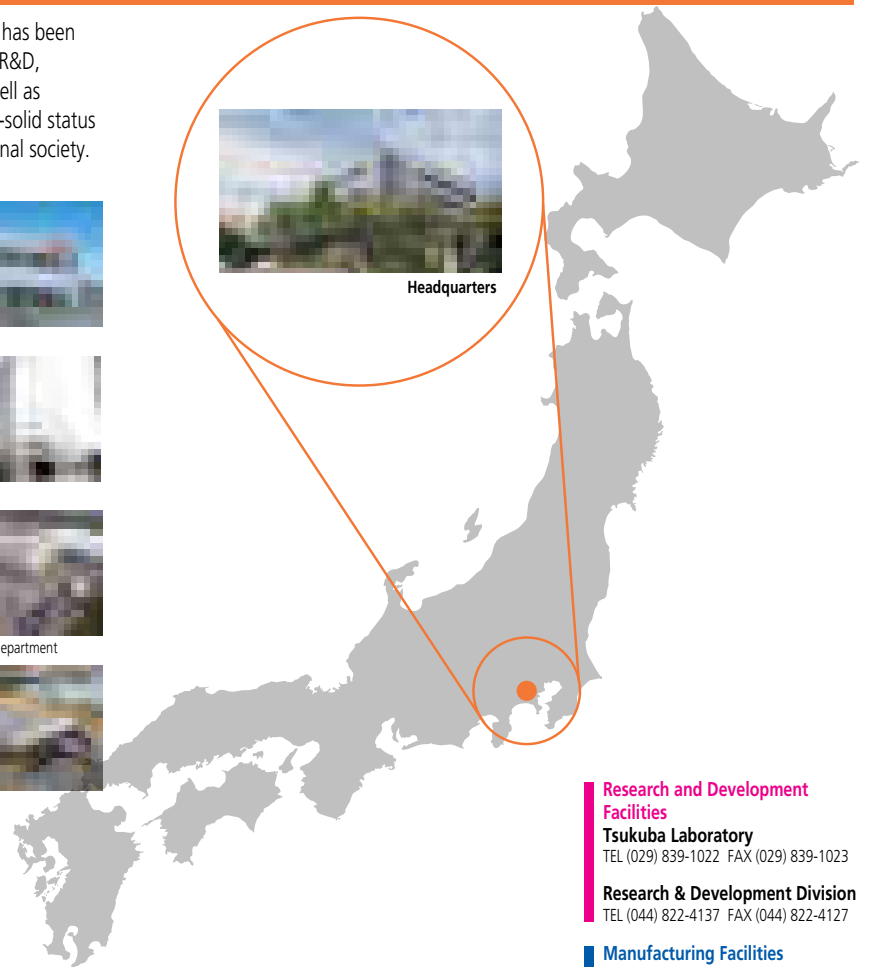 has been
R&D,
ell as
-solid status
nal society.
Headquarters
epartment
Research and Development
Facilities
Tsukuba Laboratory
TEL (029) 839-1022 FAX (029) 839-1023
Research & Development Division
TEL (044) 822-4137 FAX (044) 822-4127
Manufacturing Facilities